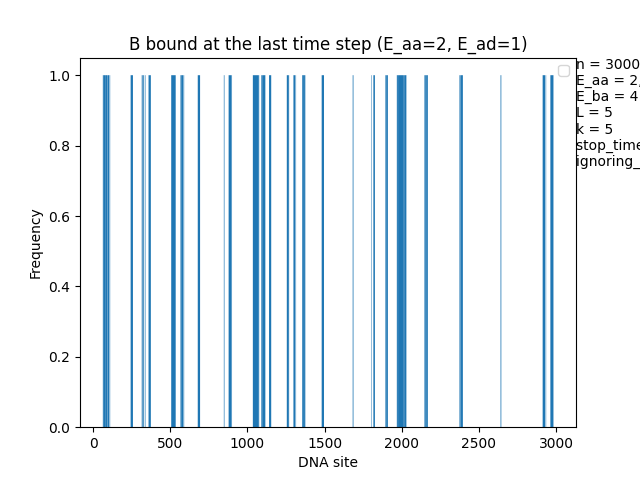 B bound at the last time step (E_aa=2, E_ad=1)
n = 3000
E_aa = 2,
E_ba = 4
L = 5
k = 5
stop_time
ignoring_
1.0
0.8
0.6
0.4
0.2
0.0
Frequency
0 500 1000 1500 2000 2500 3000
DNA site